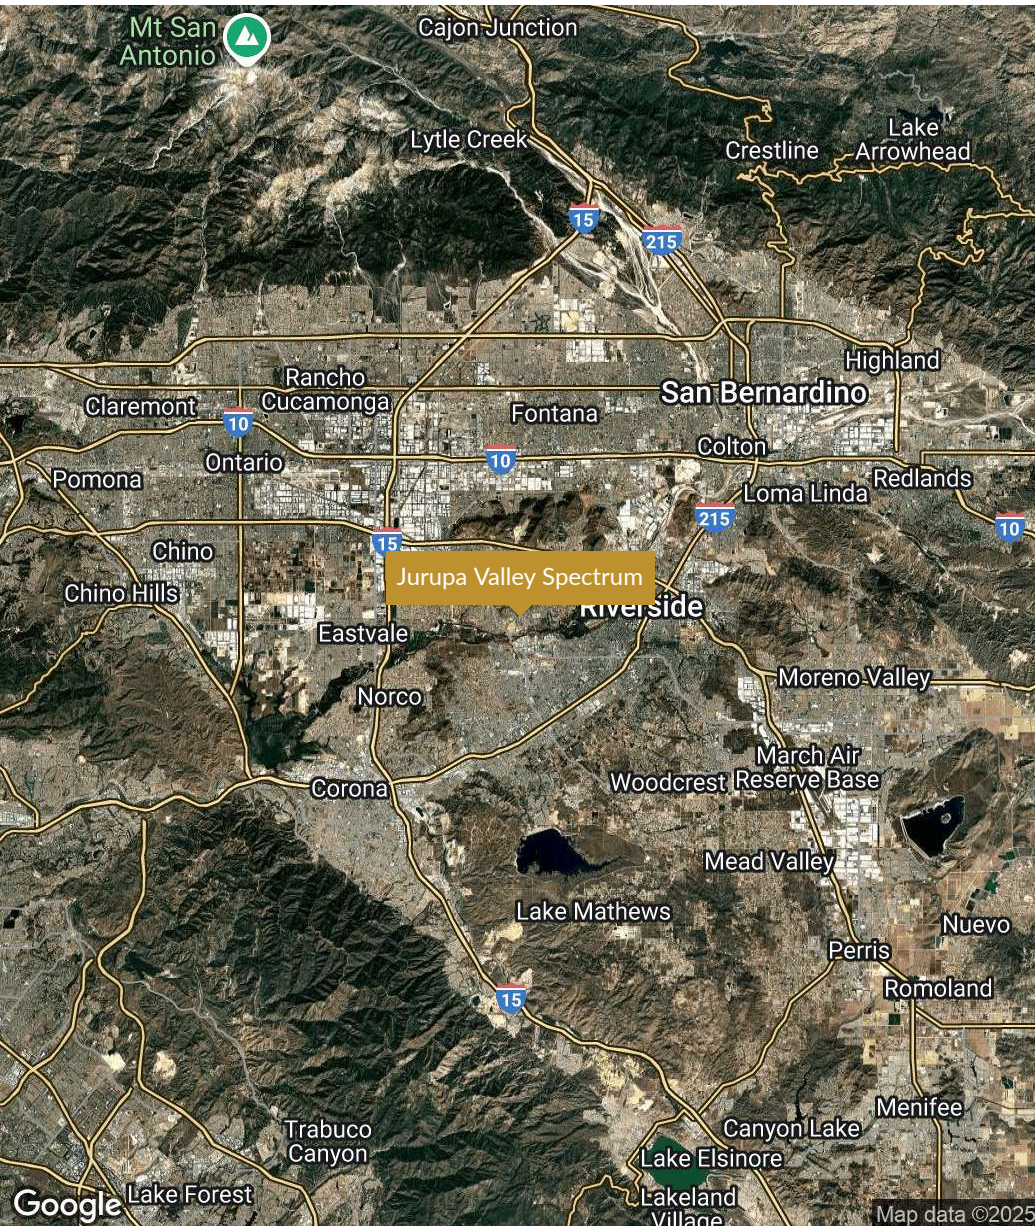 Mt San
Antonio
Cajon Junction
Lytle Creek
Crestline
Lake
Arrowhead
15
215
Highland
Rancho
Cucamonga
San Bernardino
Claremont
Fontana
10
Colton
10
Ontario
Pomona
Redlands
Loma Linda
215
10
15
Chino
Jurupa Valley Spectrum
Chino Hills
Riverside
Eastvale
Moreno Valley
Norco
March Air
Reserve Base
Woodcrest
Corona
Mead Valley
Lake Mathews
Nuevo
Perris
Romoland
15
Menifee
Trabuco
Canyon
Canyon Lake
Lake Elsinore
Lake Forest
Lakeland
Village
Google
Map data ©202